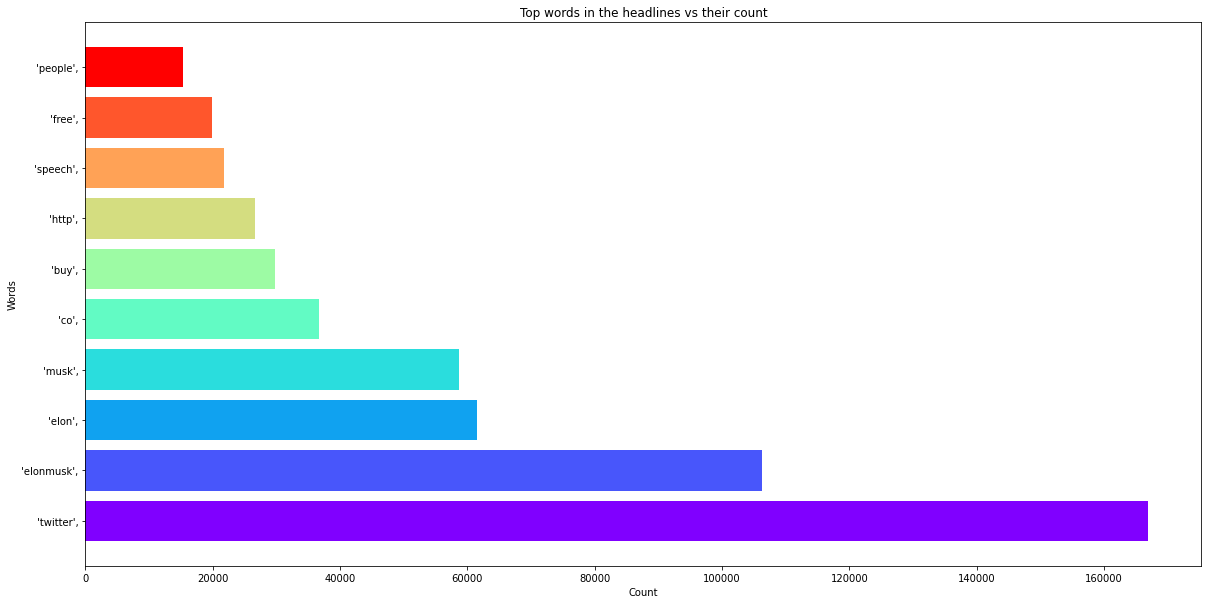 Top words in the headlines vs their count
Words
'people',
'free',
'speech',
'http',
'buy',
'co',
'musk',
'elon',
'elonmusk',
'twitter',
0 20000 40000 60000 80000 100000 120000 140000 160000
Count